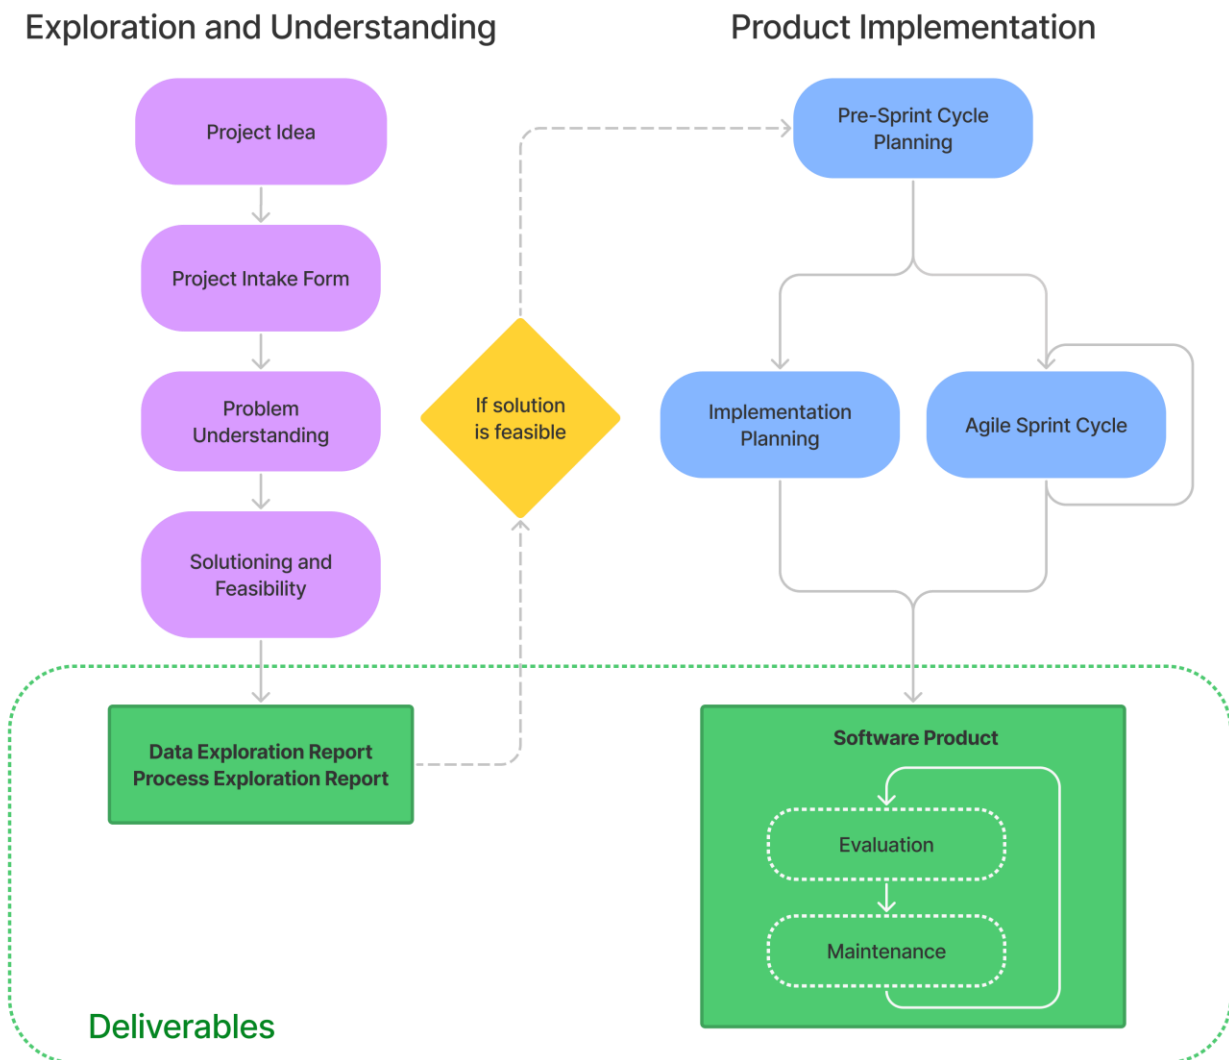 Exploration and Understanding
Product Implementation
Project Idea
Project Intake Form
Problem
Understanding
Solutioning and
Feasibility
If solution
is feasible
Pre-Sprint Cycle
Planning
Implementation
Planning
Agile Sprint Cycle
Data Exploration Report
Process Exploration Report
Software Product
Evaluation
Maintenance
Deliverables